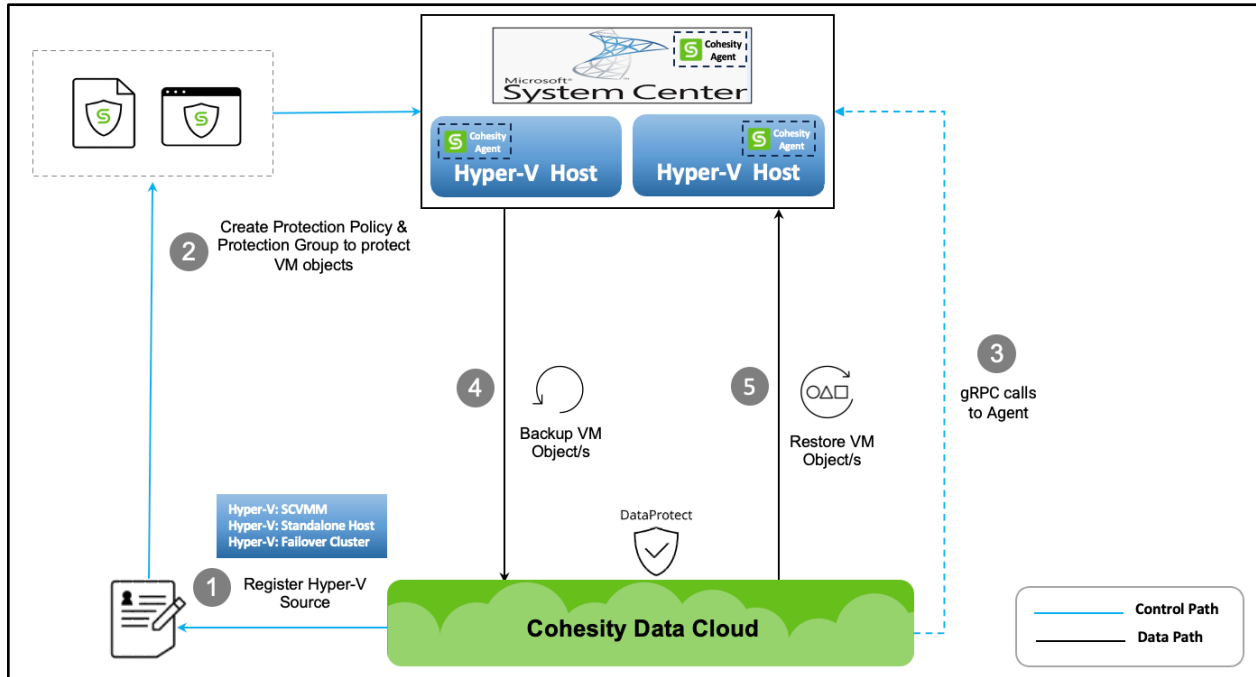 Cohesity
Agent
Microsoft®
System Center
Cohesity
Agent
Hyper-V Host
Cohesity
Agent
Hyper-V Host
2
Create Protection Policy &
Protection Group to protect
VM objects
3
gRPC calls
to Agent
4
Backup VM
Object/s
5
Restore VM
Object/s
Hyper-V: SCVMM
Hyper-V: Standalone Host
Hyper-V: Failover Cluster
DataProtect
1
Register Hyper-V
Source
Cohesity Data Cloud
Control Path
Data Path